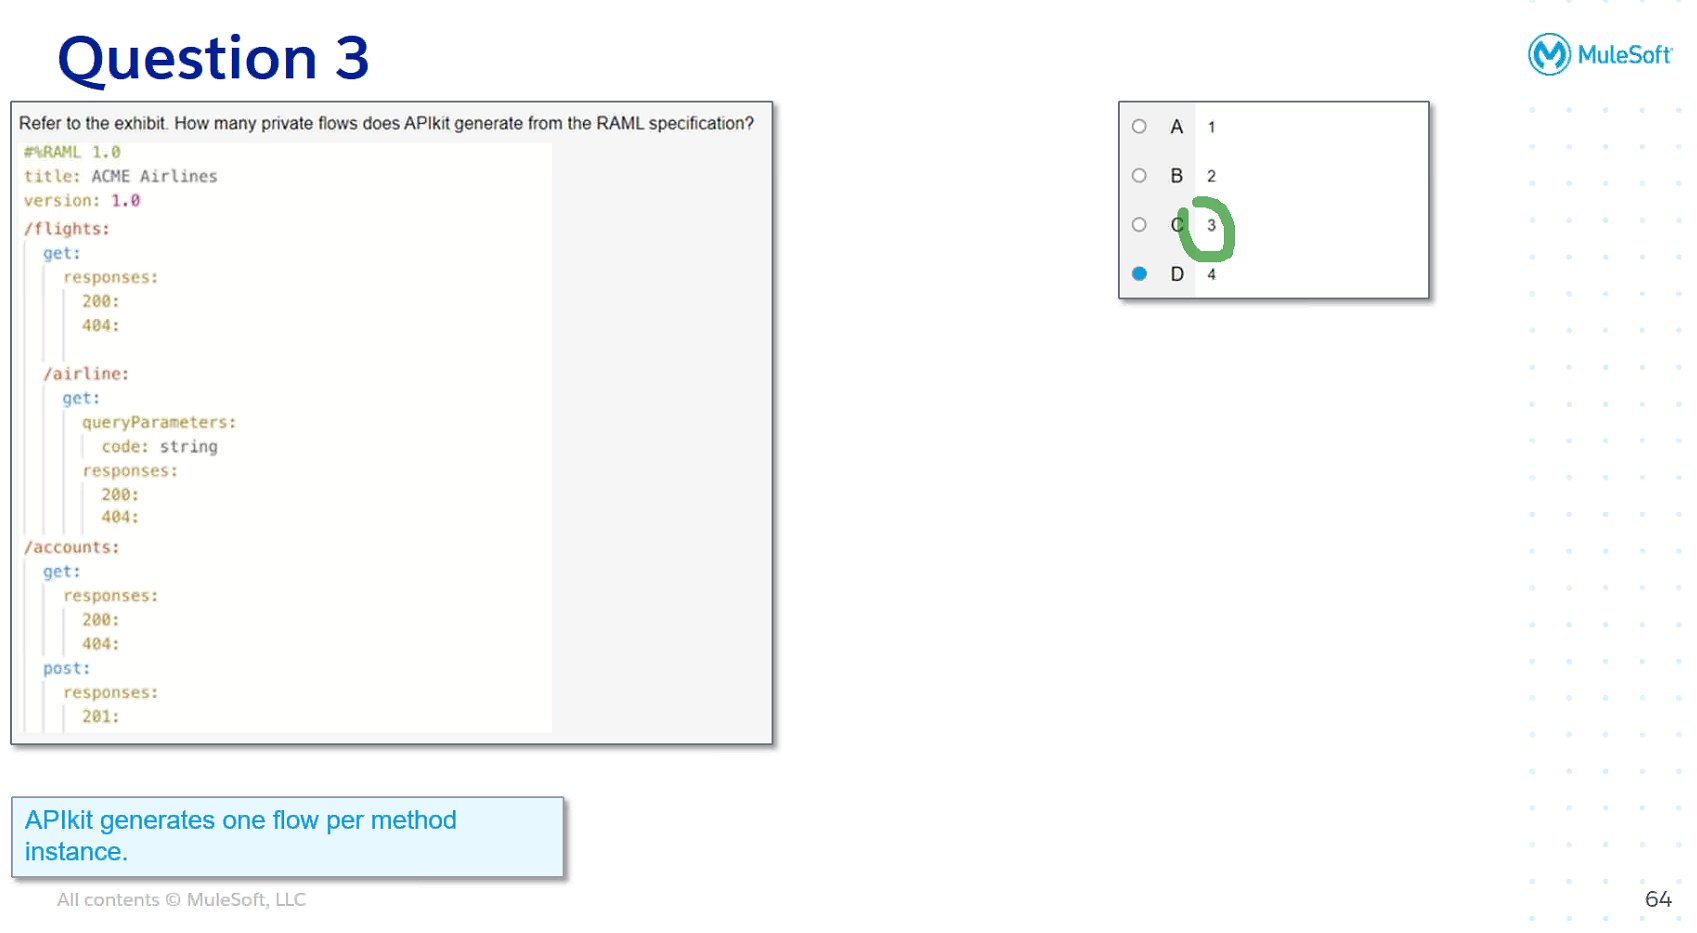 Question 3
MuleSoft
Refer to the exhibit. How many private flows does APIkit generate from the RAML specification?
#%RAML 1.0
title: ACME Airlines
version: 1.0
/flights:
get:
responses:
200:
404:
/airline:
get:
queryParameters:
code: string
responses:
200:
404:
/accounts:
get:
responses:
200:
404:
post:
responses:
201:
A 1
B 2
C 3
D 4
APIkit generates one flow per method
instance.
All contents © MuleSoft, LLC
64